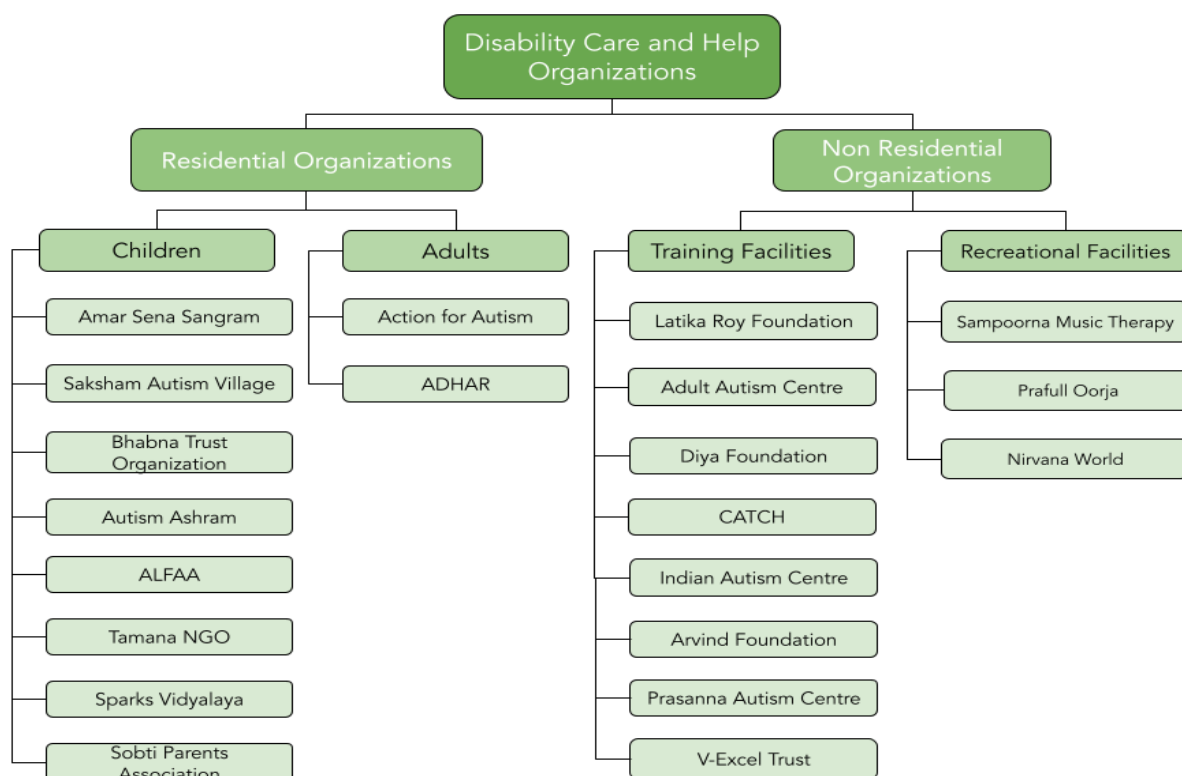 Disability Care and Help
Organizations
Residential Organizations
Non Residential
Organizations
Children
Adults
Training Facilities
Recreational Facilities
Amar Sena Sangram
Saksham Autism Village
Bhabna Trust
Organization
Autism Ashram
ALFAA
Tamana NGO
Sparks Vidyalaya
Sobti Parents
Association
Action for Autism
ADHAR
Latika Roy Foundation
Adult Autism Centre
Diya Foundation
CATCH
Indian Autism Centre
Arvind Foundation
Prasanna Autism Centre
V-Excel Trust
Sampoorna Music Therapy
Prafull Oorja
Nirvana World